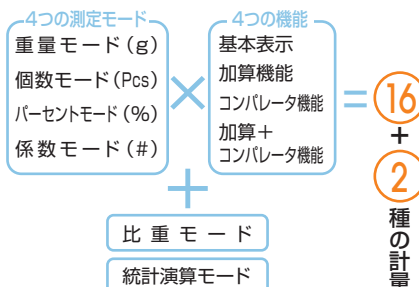 4つの測定モード
重量モード(g)
個数モード(Pcs)
パーセントモード(%)
係数モード(#)
×
4つの機能
基本表示
加算機能
コンパレータ機能
加算+
コンパレータ機能
=
16
+
2
種の計量
+
比重モード
統計演算モード